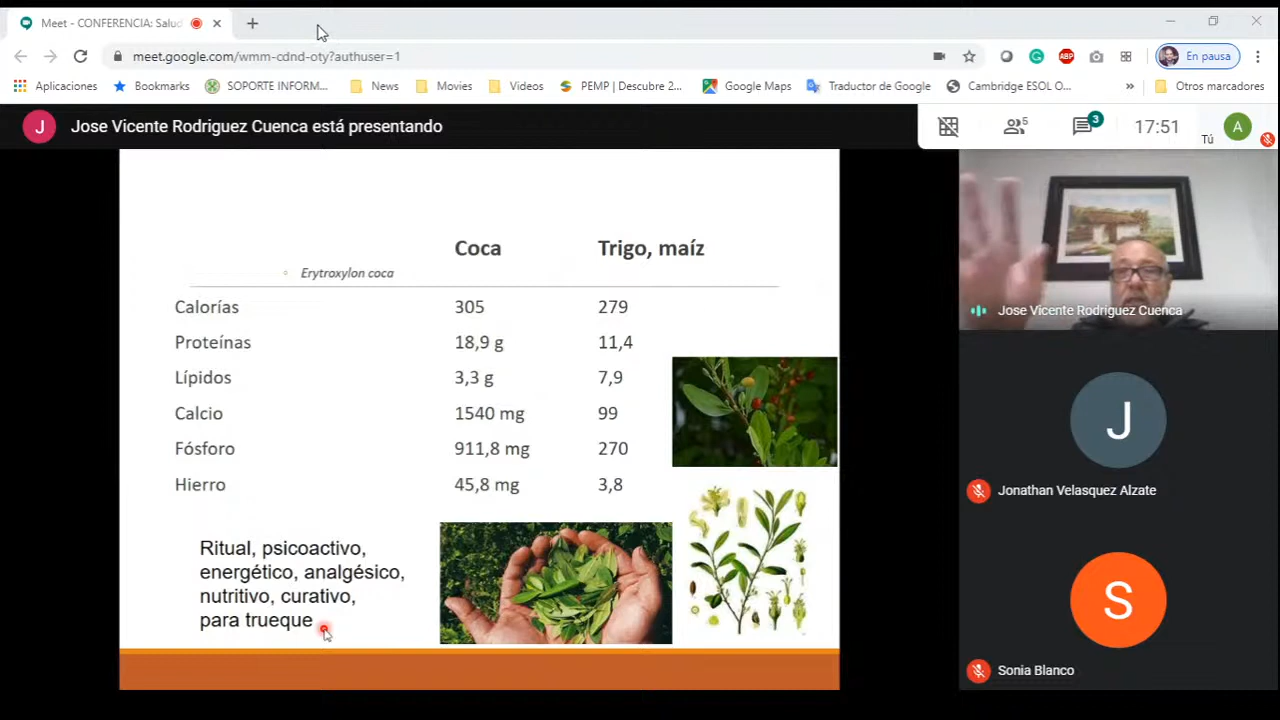 Meet - CONFERENCIA: Salud
meet.google.com/wmm-cdnd-oty?authuser=1
En pausa
Aplicaciones
Bookmarks
SOPORTE INFORM...
News
Movies
Videos
PEMP | Descubre 2...
Google Maps
Traductor de Google
Cambridge ESOL O...
»
Otros marcadores
ABP
J
Jose Vicente Rodriguez Cuenca está presentando
5
3
17:51
Tú
A
Coca Trigo, maíz
Erytroxylon coca
Calorías 305 279
Proteínas 18,9 g 11,4
Lípidos 3,3 g 7,9
Calcio 1540 mg 99
Fósforo 911,8 mg 270
Hierro 45,8 mg 3,8
Ritual, psicoactivo,
energético, analgésico,
nutritivo, curativo,
para trueque
Jose Vicente Rodriguez Cuenca
J
Jonathan Velasquez Alzate
S
Sonia Blanco